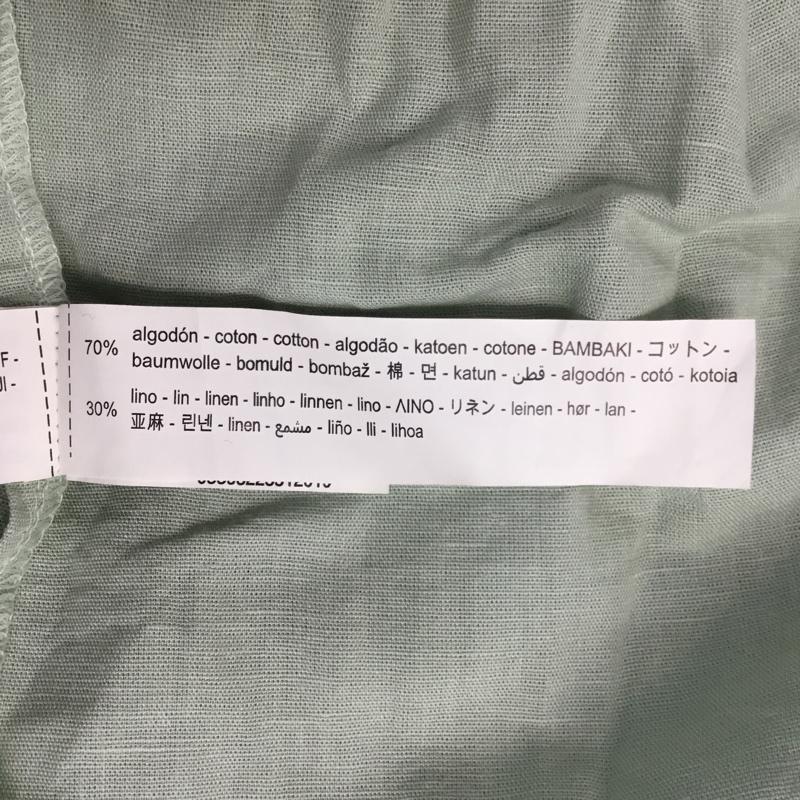 70% algodón - coton - cotton - algodão - katoen - cotone - BAMBAKI - コットン -
baumwolle - bomuld - bombaž - 棉 - 면 - katun - قطن - algodón - cotó - kotoia
30% lino - lin - linen - linho - linnen - lino - ΛΙΝΟ - リネン - leinen - hør - lan -
亚麻 - 린넨 - linen - مشمع - liño - lli - lihoa